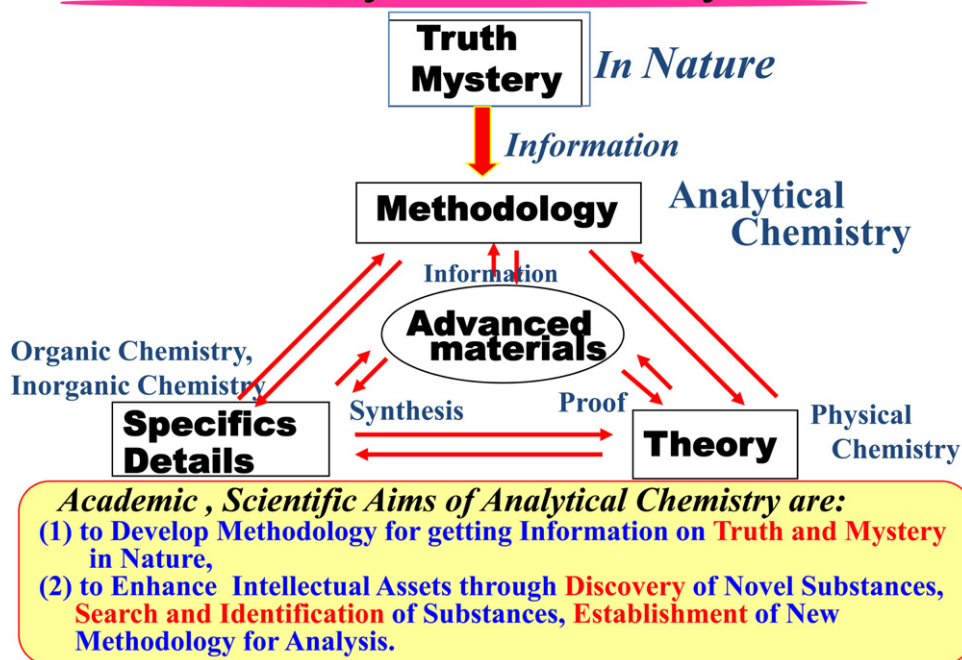 Truth
Mystery
In Nature
Information
Methodology
Analytical
Chemistry
Information
Advanced
materials
Organic Chemistry,
Inorganic Chemistry
Synthesis
Proof
Specifics
Details
Theory
Physical
Chemistry
Academic , Scientific Aims of Analytical Chemistry are:
(1) to Develop Methodology for getting Information on Truth and Mystery
in Nature,
(2) to Enhance Intellectual Assets through Discovery of Novel Substances,
Search and Identification of Substances, Establishment of New
Methodology for Analysis.